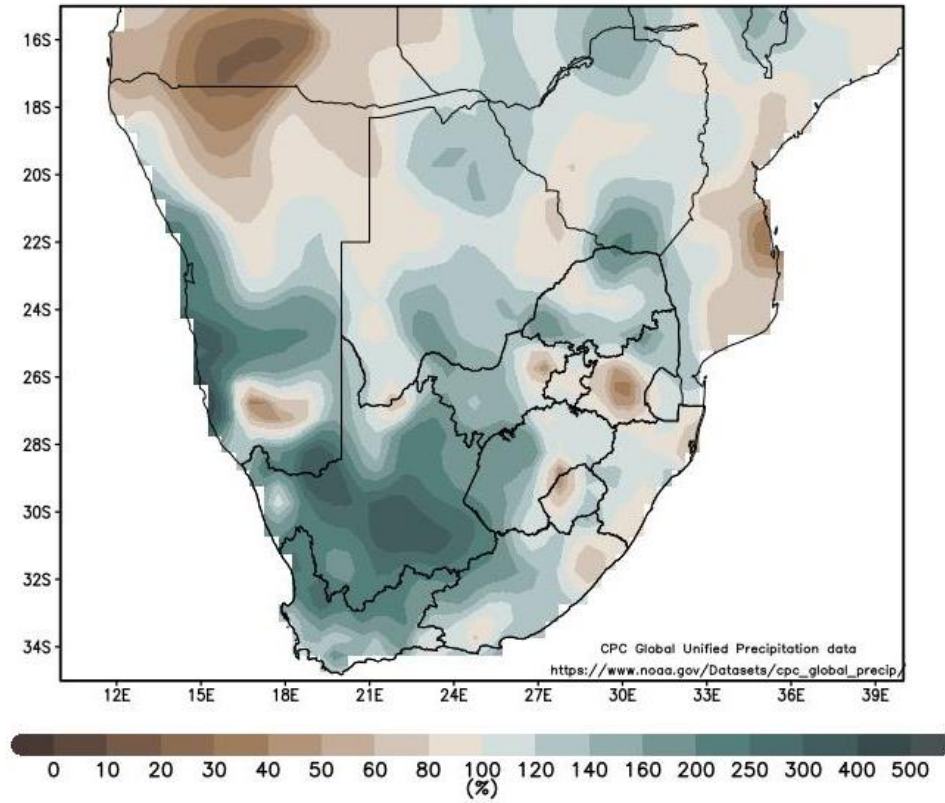 16S
18S
20S
22S
24S
26S
28S
30S
32S
34S
CPC Global Unified Precipitation data
https://www.noaa.gov/Datasets/cpc_global_precip/
12E 15E 18E 21E 24E 27E 30E 33E 36E 39E
0 10 20 30 40 50 60 80 100 120 140 160 200 250 300 400 500
(%)